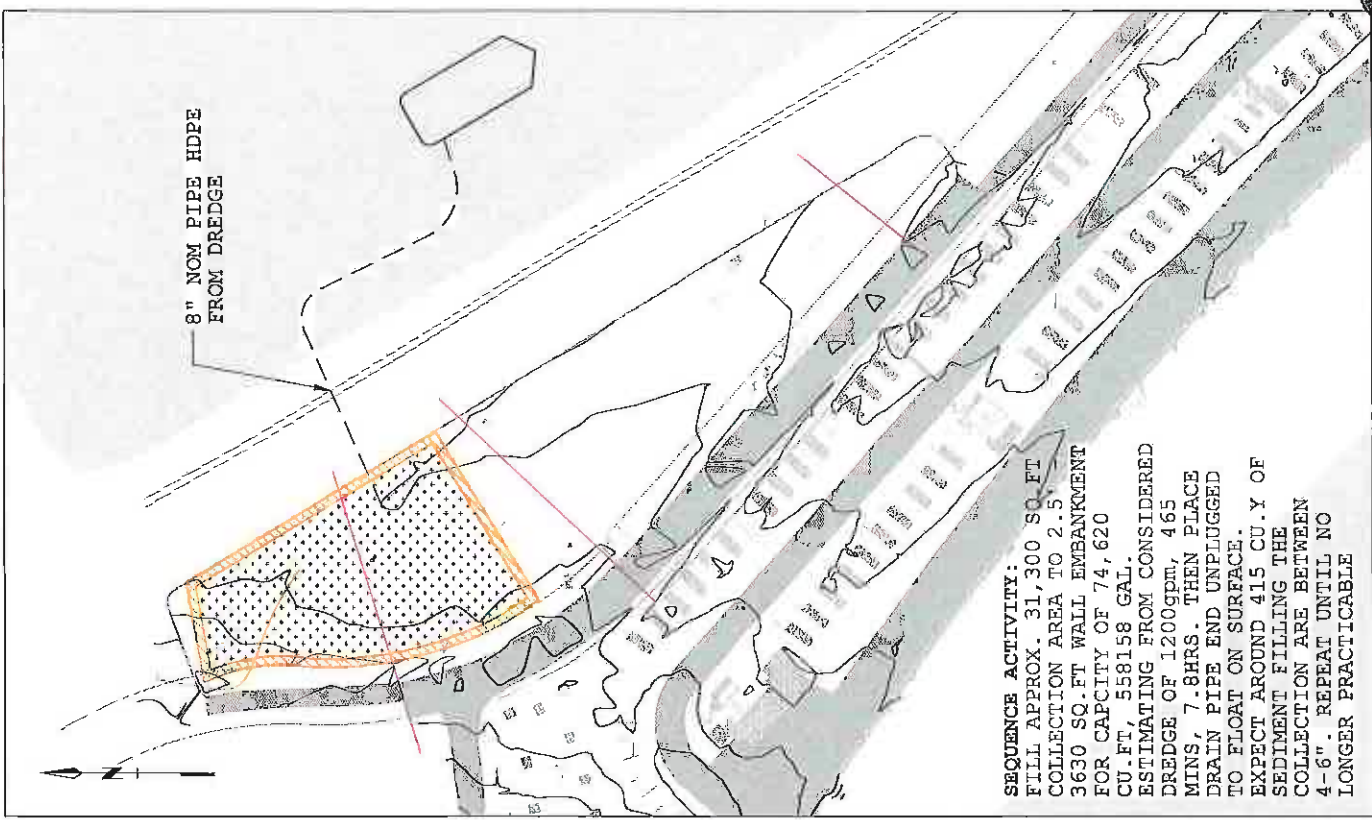 8" NOM PIPE HDPE
FROM DREDGE
N
SEQUENCE ACTIVITY:
FILL APPROX. 31,300 SQ.FT
COLLECTION AREA TO 2.5' -
3630 SQ.FT WALL EMBANKMENT
FOR CAPACITY OF 74,620
CU.FT, 558158 GAL.
ESTIMATING FROM CONSIDERED
DREDGE OF 1200gpm, 465
MINS, 7.8HRS. THEN PLACE
DRAIN PIPE END UNPLUGGED
TO FLOAT ON SURFACE.
EXPECT AROUND 415 CU.Y OF
SEDIMENT FILLING THE
COLLECTION ARE BETWEEN
4-6". REPEAT UNTIL NO
LONGER PRACTICABLE